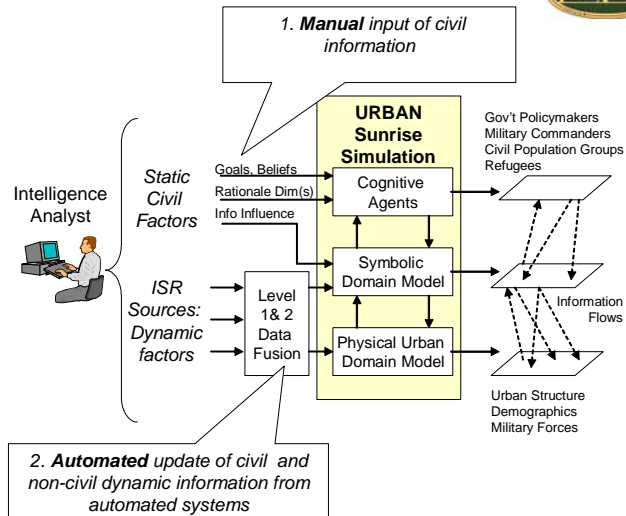 1. Manual input of civil
information
URBAN
Sunrise
Simulation
Gov't Policymakers
Military Commanders
Civil Population Groups
Refugees
Intelligence
Analyst
Static
Civil
Factors
Goals, Beliefs
Rationale Dim(s)
Info Influence
Cognitive
Agents
Symbolic
Domain Model
Physical Urban
Domain Model
ISR
Sources:
Dynamic
factors
Level
1& 2
Data
Fusion
Information
Flows
Urban Structure
Demographics
Military Forces
2. Automated update of civil and
non-civil dynamic information from
automated systems